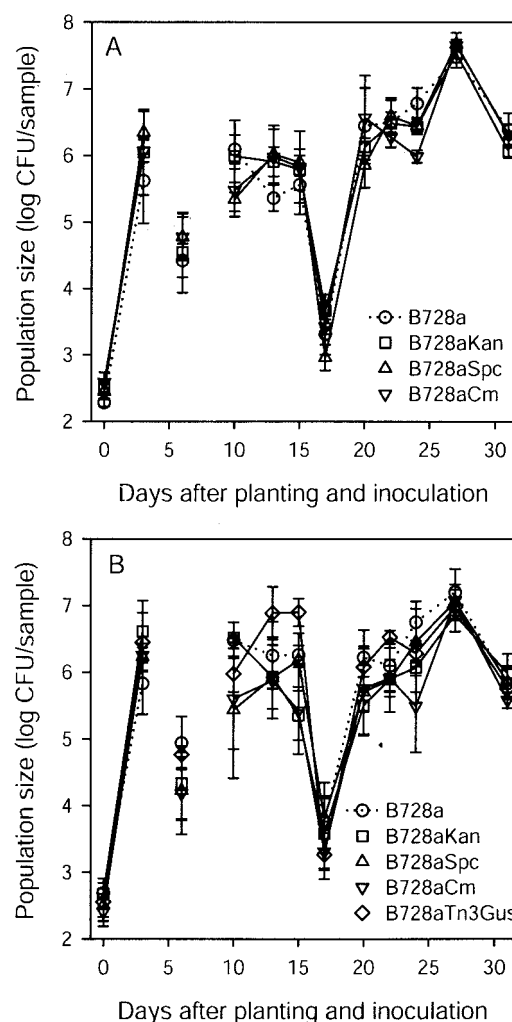 A
8
7
6
5
4
3
2
Population size (log CFU/sample)
B728a
B728aKan
B728aSpc
B728aCm
0 5 10 15 20 25 30
Days after planting and inoculation
B
8
7
6
5
4
3
2
Population size (log CFU/sample)
B728a
B728aKan
B728aSpc
B728aCm
B728aTn3Gus
0 5 10 15 20 25 30
Days after planting and inoculation